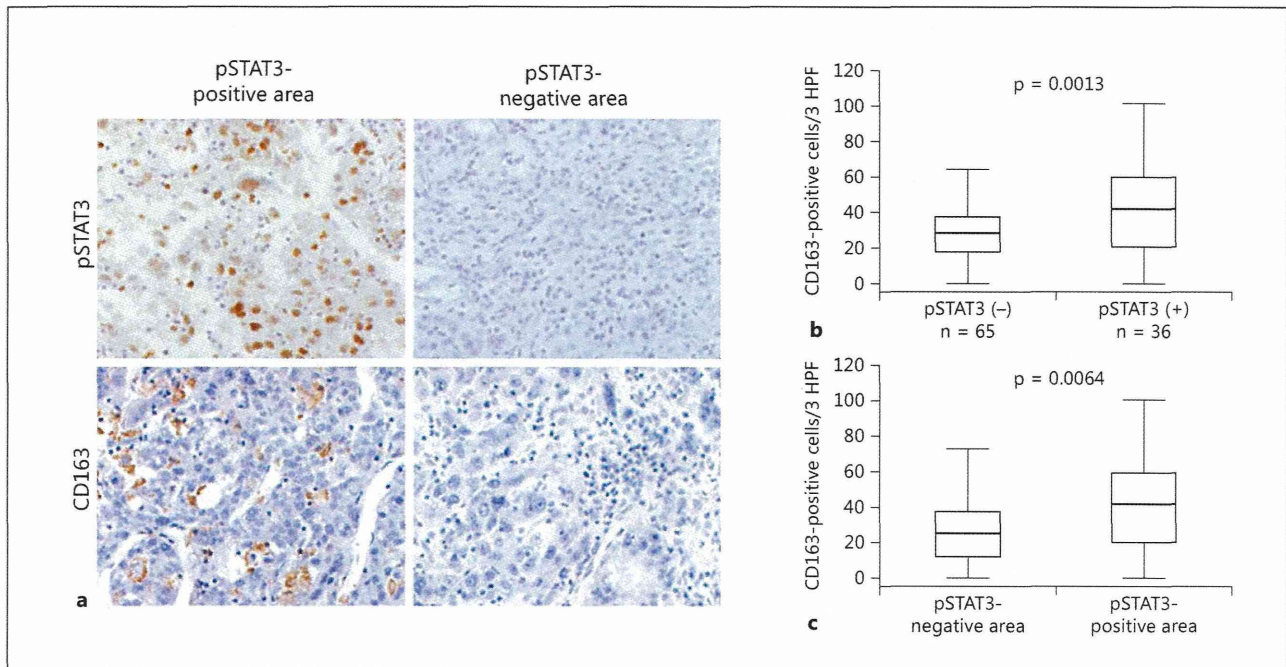 pSTAT3-
positive area
pSTAT3-
negative area
pSTAT3
CD163
a
120
100
80
60
40
20
0
CD163-positive cells/3 HPF
p = 0.0013
pSTAT3 (–)
n = 65
pSTAT3 (+)
n = 36
b
120
100
80
60
40
20
0
CD163-positive cells/3 HPF
p = 0.0064
pSTAT3-
negative area
pSTAT3-
positive area
c